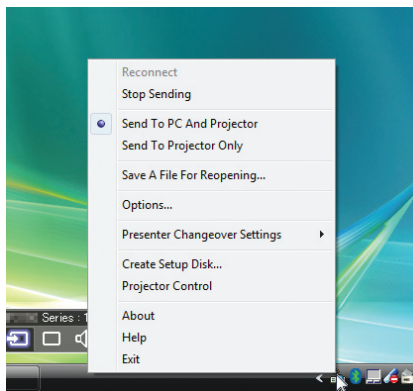 Reconnect
Stop Sending
Send To PC And Projector
Send To Projector Only
Save A File For Reopening...
Options...
Presenter Changeover Settings
Create Setup Disk...
Projector Control
About
Help
Exit
Series :